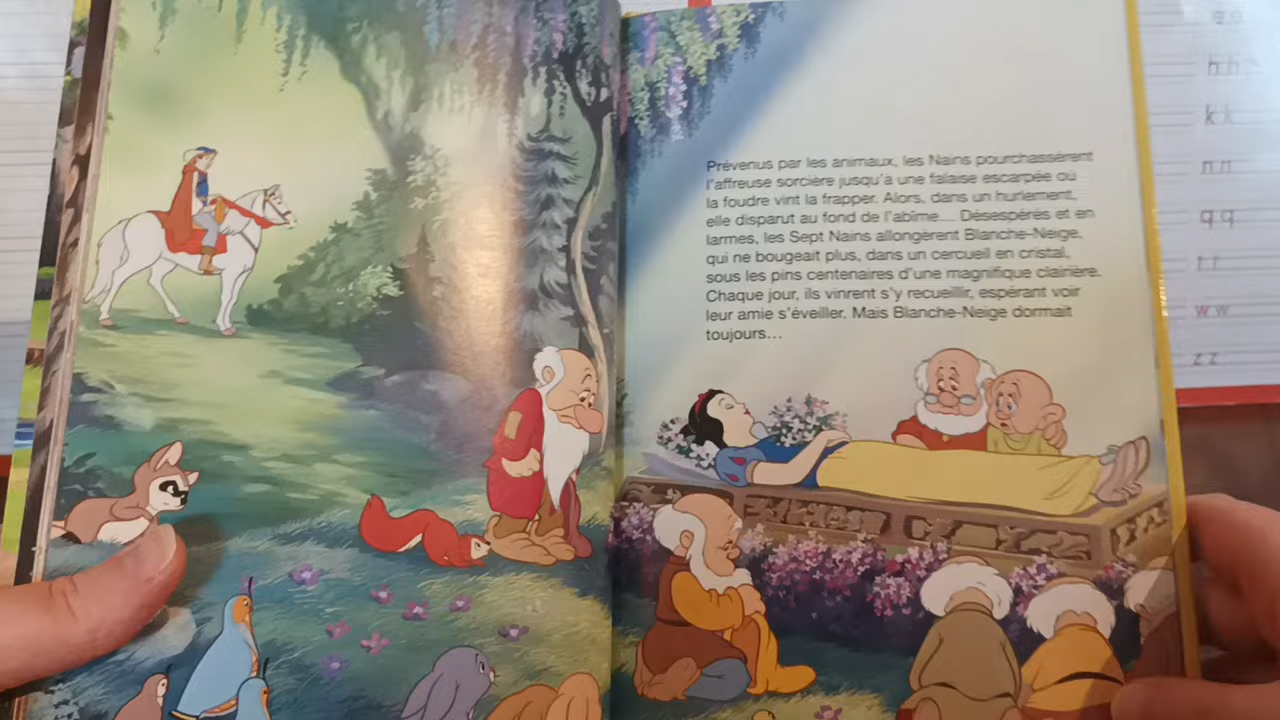 Prévenus par les animaux, les Nains pourchassèrent
l'affreuse sorcière jusqu'à une falaise escarpée où
la foudre vint la frapper. Alors, dans un hurlement,
elle disparut au fond de l'abîme... Désespérés et en
larmes, les Sept Nains allongèrent Blanche-Neige,
qui ne bougeait plus, dans un cercueil en cristal,
sous les pins centenaires d'une magnifique clairière.
Chaque jour, ils vinrent s'y recueillir, espérant voir
leur amie s'éveiller. Mais Blanche-Neige dormait
toujours...
h h
k k
n n
q q
w w
z z